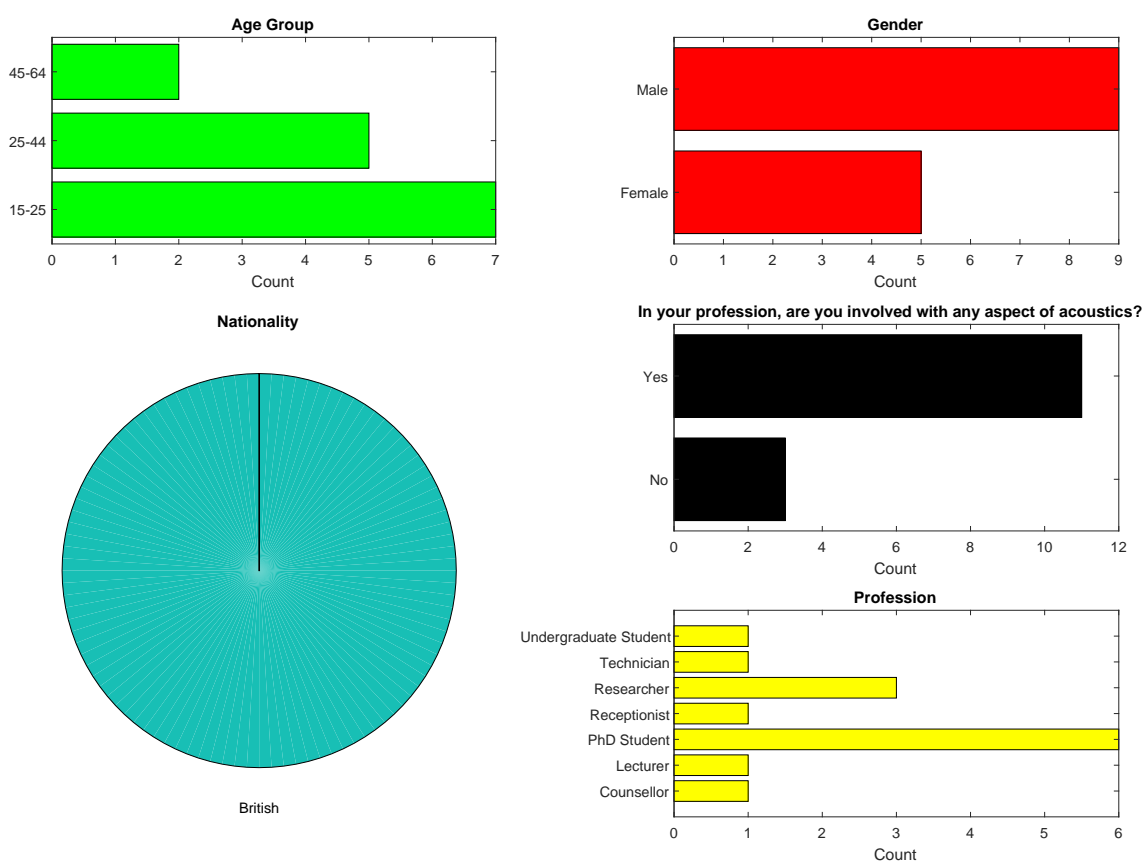 Age Group
45-64
25-44
15-25
0 1 2 3 4 5 6 7
Count
Gender
Male
Female
0 1 2 3 4 5 6 7 8 9
Count
Nationality
British
In your profession, are you involved with any aspect of acoustics?
Yes
No
0 2 4 6 8 10 12
Count
Profession
Undergraduate Student
Technician
Researcher
Receptionist
PhD Student
Lecturer
Counsellor
0 1 2 3 4 5 6
Count